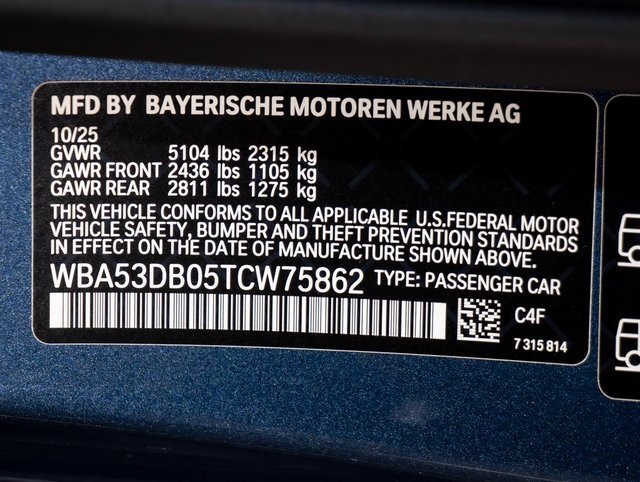 MFD BY BAYERISCHE MOTOREN WERKE AG
10/25
GVWR 5104 lbs 2315 kg
GAWR FRONT 2436 lbs 1105 kg
GAWR REAR 2811 lbs 1275 kg
THIS VEHICLE CONFORMS TO ALL APPLICABLE U.S.FEDERAL MOTOR
VEHICLE SAFETY, BUMPER AND THEFT PREVENTION STANDARDS
IN EFFECT ON THE DATE OF MANUFACTURE SHOWN ABOVE.
WBA53DB05TCW75862 TYPE: PASSENGER CAR
C4F
7 315 814